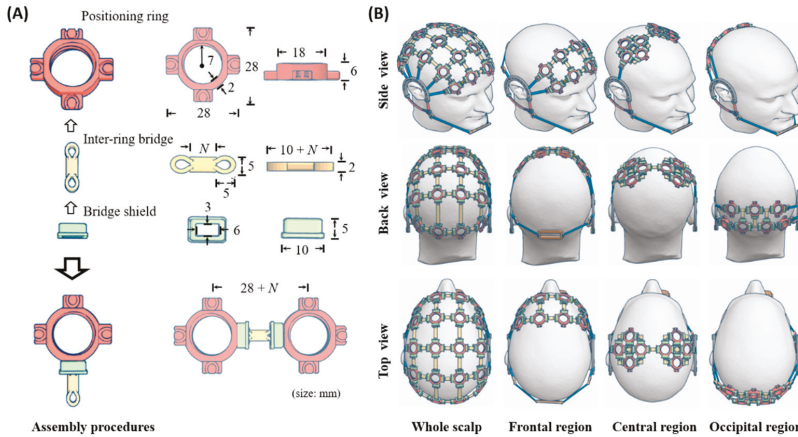 (A)
Positioning ring
7
2
28
28
18
6
Inter-ring bridge
N
5
5
10 + N
2
Bridge shield
3
6
5
10
28 + N
(size: mm)
Assembly procedures
(B)
Side view
Back view
Top view
Whole scalp
Frontal region
Central region
Occipital region